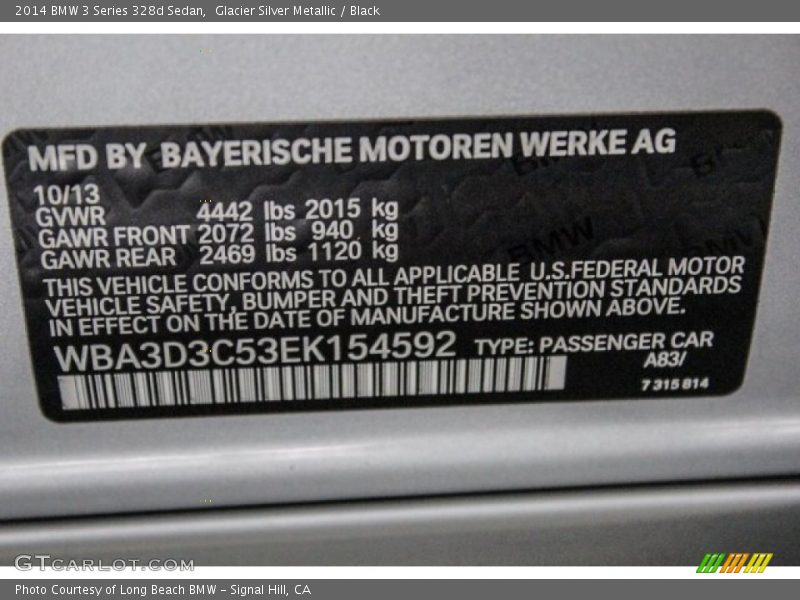 2014 BMW 3 Series 328d Sedan,  Glacier Silver Metallic / Black
MFD BY BAYERISCHE MOTOREN WERKE AG
10/13
GVWR 4442 lbs 2015 kg
GAWR FRONT 2072 lbs 940 kg
GAWR REAR 2469 lbs 1120 kg
THIS VEHICLE CONFORMS TO ALL APPLICABLE U.S.FEDERAL MOTOR
VEHICLE SAFETY, BUMPER AND THEFT PREVENTION STANDARDS
IN EFFECT ON THE DATE OF MANUFACTURE SHOWN ABOVE.
WBA3D3C53EK154592 TYPE: PASSENGER CAR
A83/
7 315 814
GTCARLOT.COM
Photo Courtesy of Long Beach BMW – Signal Hill, CA